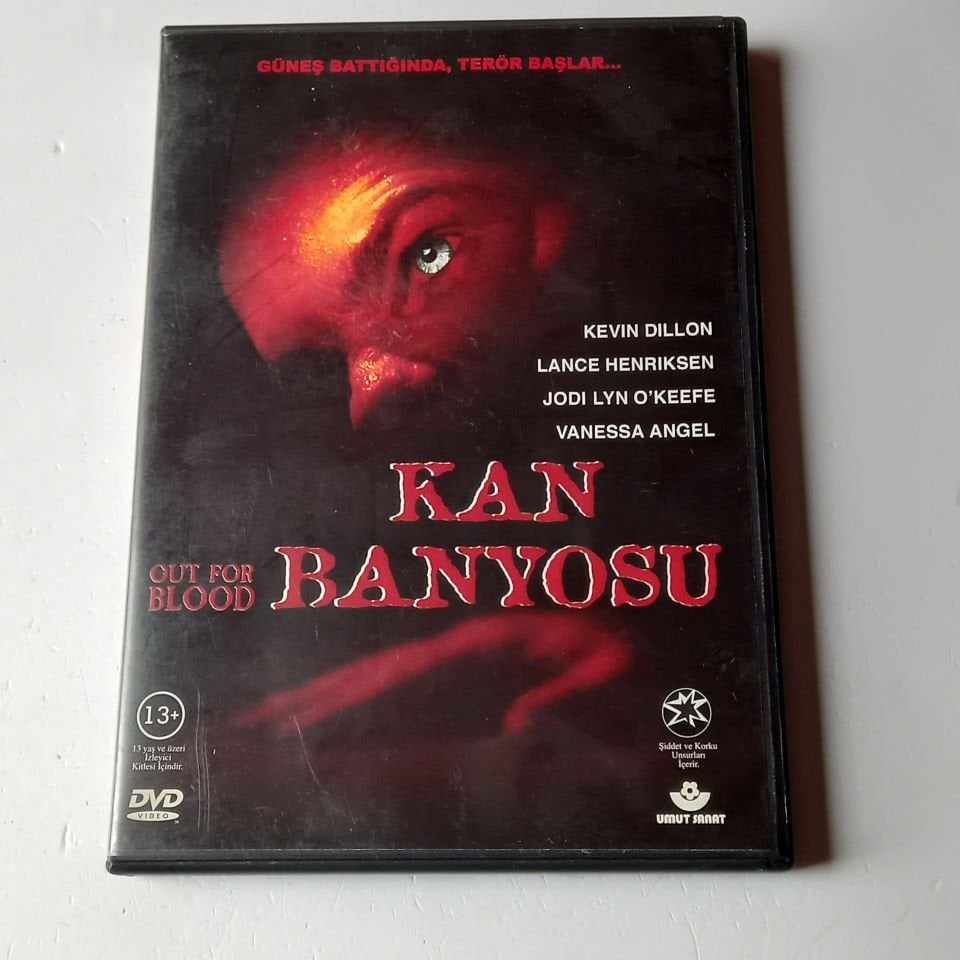 GÜNEŞ BATTIĞINDA, TERÖR BAŞLAR...
KEVIN DILLON
LANCE HENRIKSEN
JODI LYN O'KEEFE
VANESSA ANGEL
KAN
BANYOSU
OUT FOR
BLOOD
13+
13 yaş ve üzeri
İzleyici
Kitlesi İçindir.
DVD
VIDEO
Şiddet ve Korku
Unsurları
İçerir.
UMUT SANAT